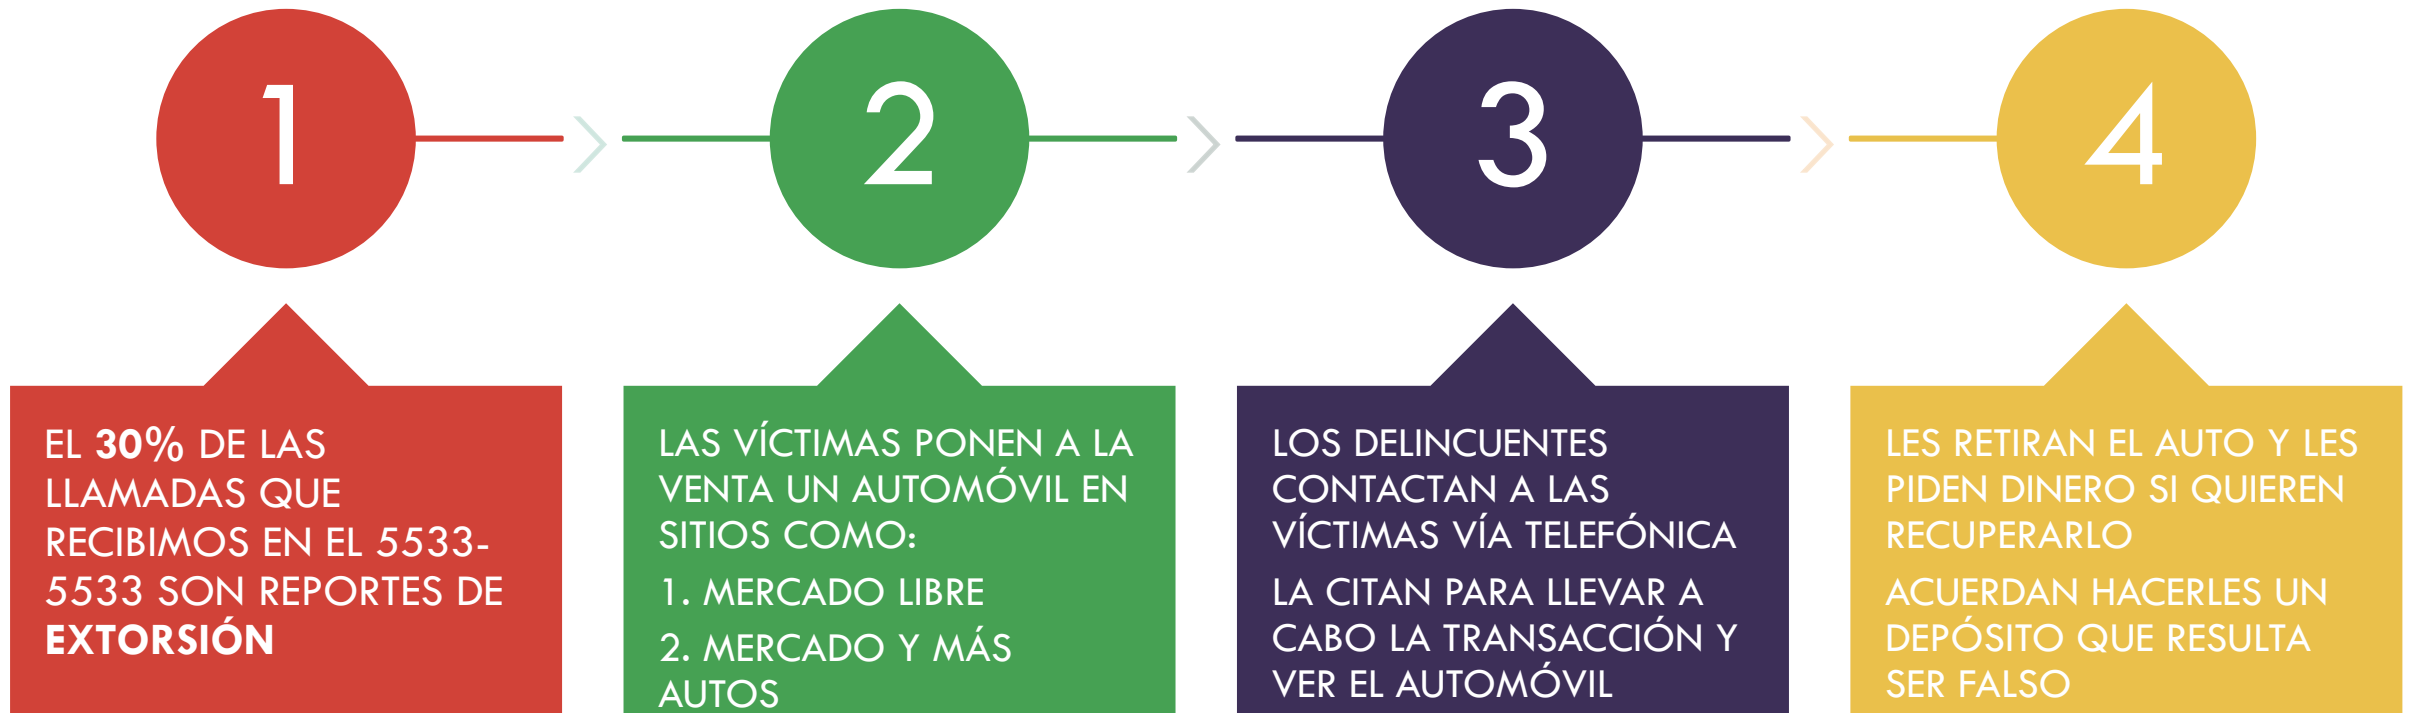 1
2
3
4
EL 30% DE LAS
LLAMADAS QUE
RECIBIMOS EN EL 5533-
5533 SON REPORTES DE
EXTORSIÓN
LAS VÍCTIMAS PONEN A LA
VENTA UN AUTOMÓVIL EN
SITIOS COMO:
1. MERCADO LIBRE
2. MERCADO Y MÁS
AUTOS
LOS DELINCUENTES
CONTACTAN A LAS
VÍCTIMAS VÍA TELEFÓNICA
LA CITAN PARA LLEVAR A
CABO LA TRANSACCIÓN Y
VER EL AUTOMÓVIL
LES RETIRAN EL AUTO Y LES
PIDEN DINERO SI QUIEREN
RECUPERARLO
ACUERDAN HACERLES UN
DEPÓSITO QUE RESULTA
SER FALSO